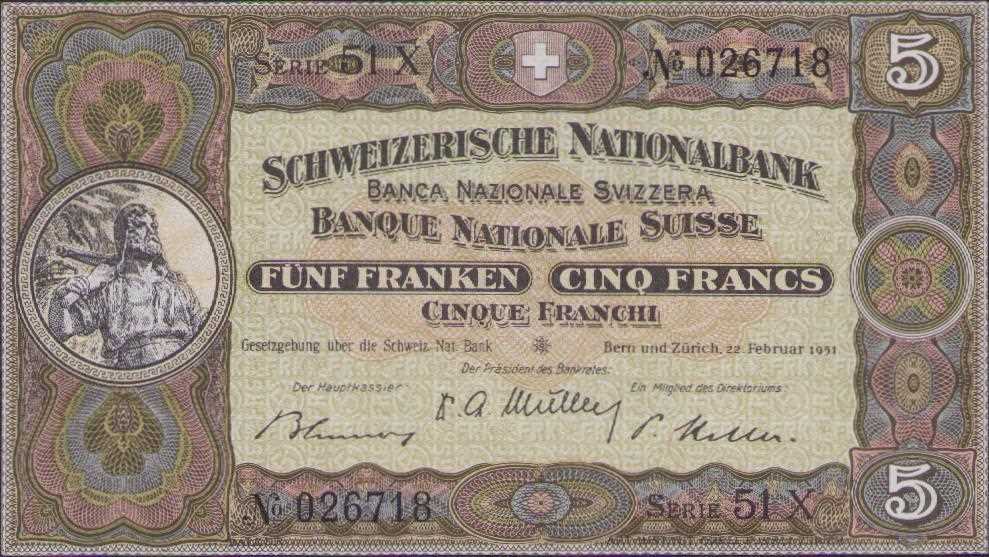 SERIE 51 X
No 026718
5
SCHWEIZERISCHE NATIONALBANK
BANCA NAZIONALE SVIZZERA
BANQUE NATIONALE SUISSE
FÜNF FRANKEN CINQ FRANCS
CINQUE FRANCHI
Gesetzgebung über die Schweiz. Nat. Bank
Bern und Zürich, 22. Februar 1951
Der Präsident des Bankrates:
Der Hauptkassier:
Ein Mitglied des Direktoriums:
No 026718
SERIE 51 X
5